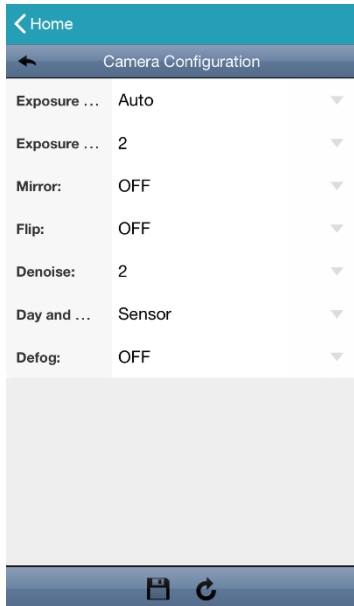 Home
Camera Configuration
Exposure ... Auto
Exposure ... 2
Mirror: OFF
Flip: OFF
Denoise: 2
Day and ... Sensor
Defog: OFF